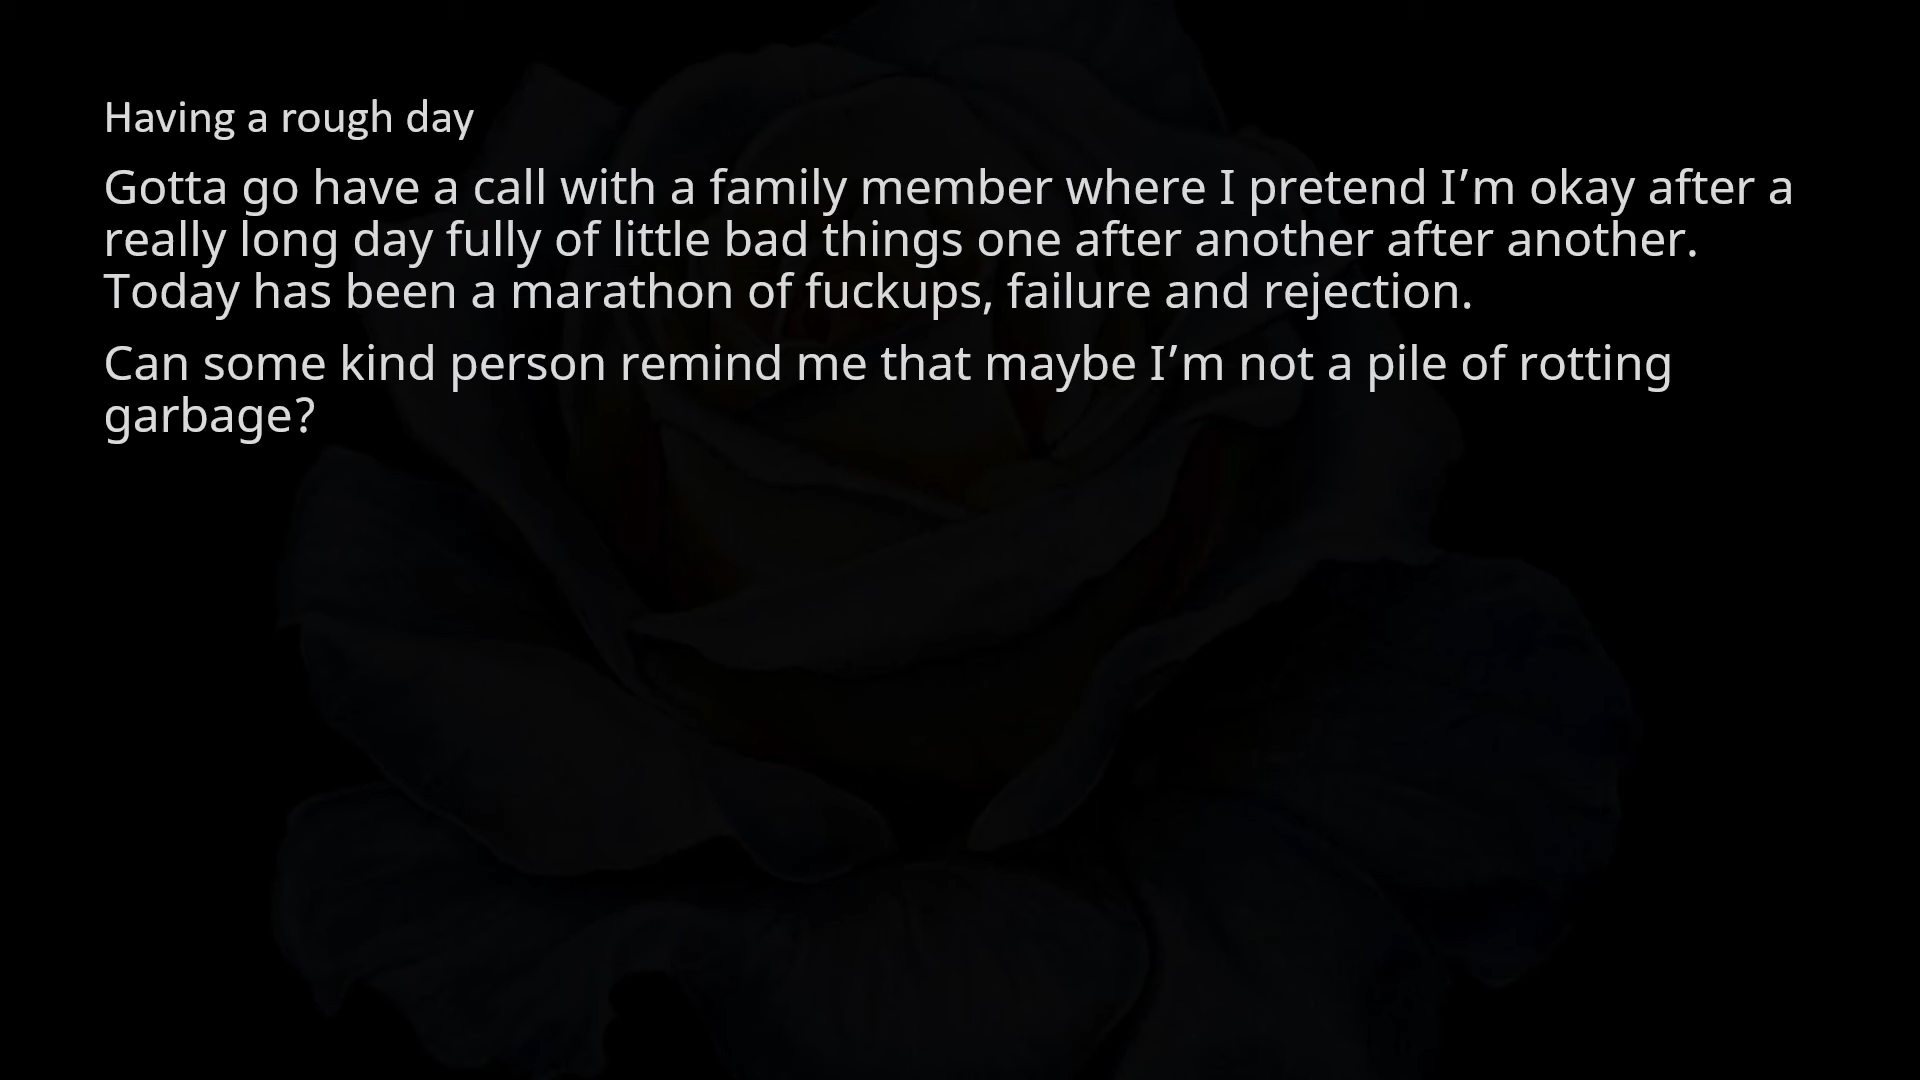 Having a rough day
Gotta go have a call with a family member where I pretend I’m okay after a
really long day fully of little bad things one after another after another.
Today has been a marathon of fuckups, failure and rejection.
Can some kind person remind me that maybe I’m not a pile of rotting
garbage?